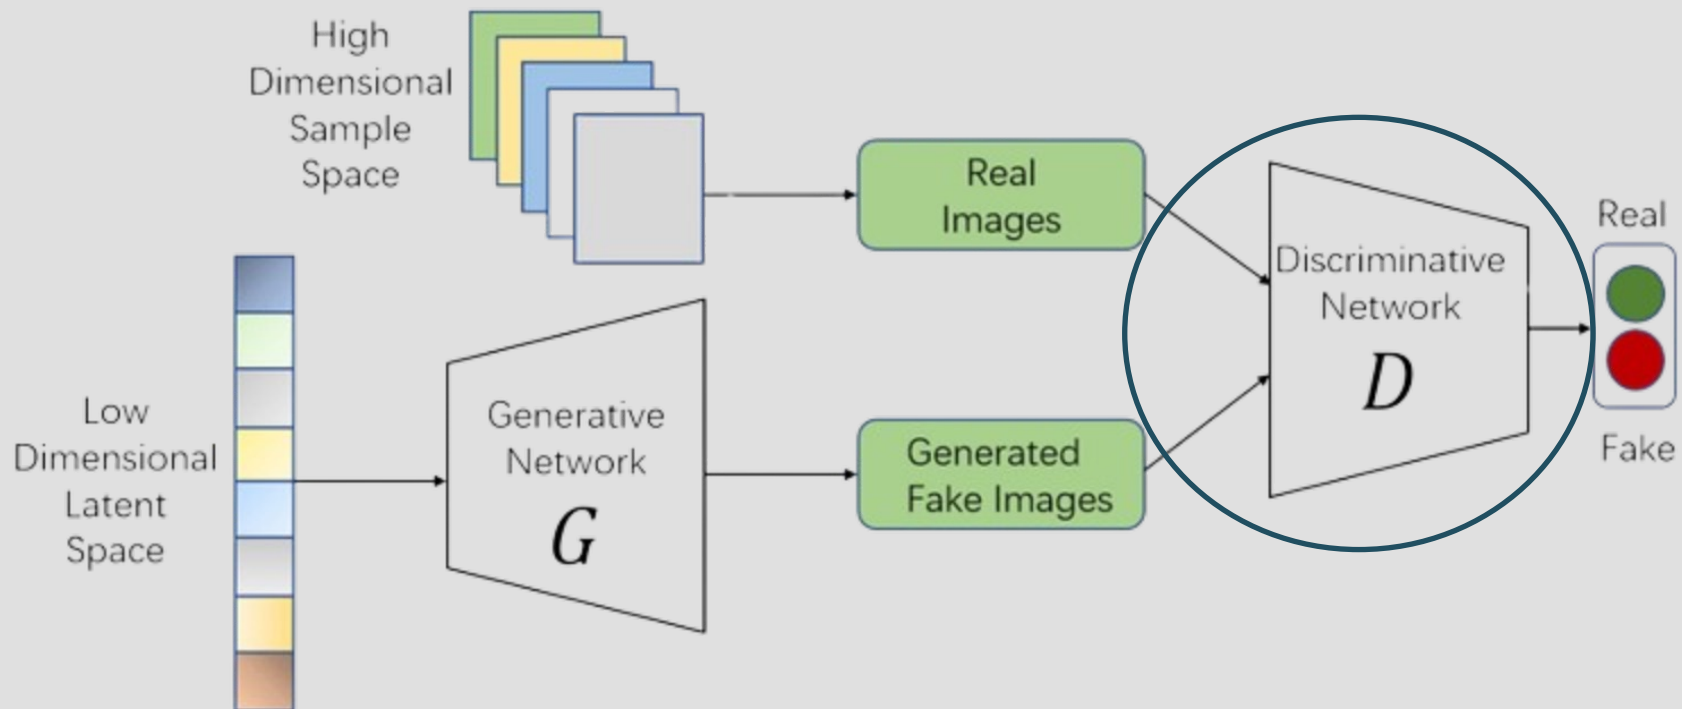 High
Dimensional
Sample
Space
Real
Images
Discriminative
Network
D
Real
Fake
Low
Dimensional
Latent
Space
Generative
Network
G
Generated
Fake Images